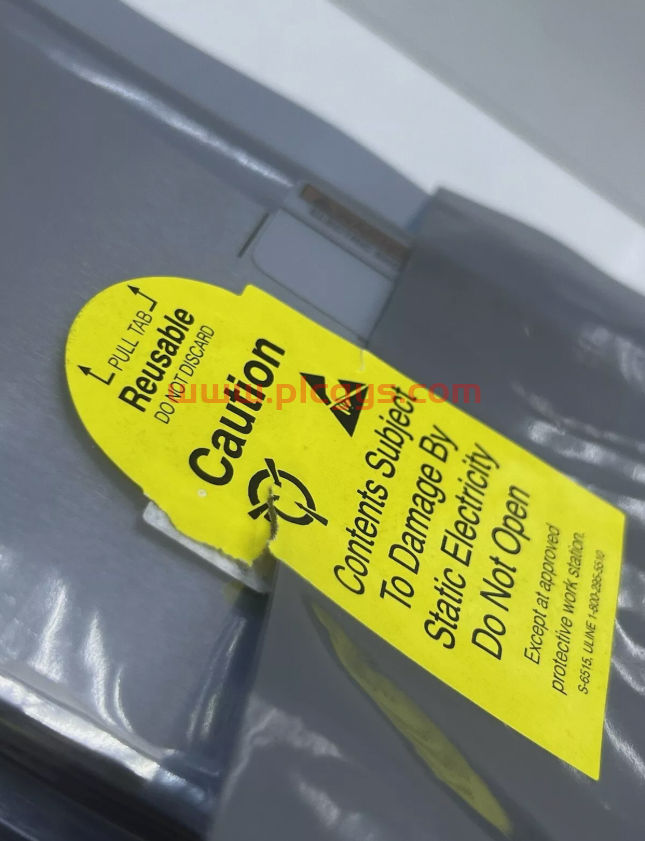 PULL TAB
Reusable
DO NOT DISCARD
Caution
Contents Subject
To Damage By
Static Electricity
Do Not Open
Except at approved
protective work station.
S-6515, ULINE 1-800-295-5510
www.plcgys.com